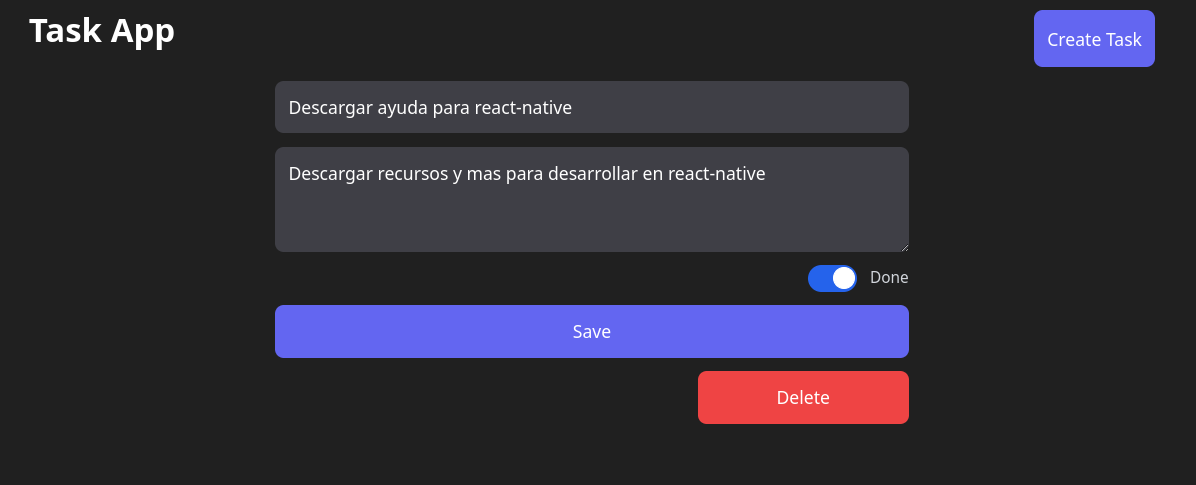 Task App
Create Task
Descargar ayuda para react-native
Descargar recursos y mas para desarrollar en react-native
Done
Save
Delete